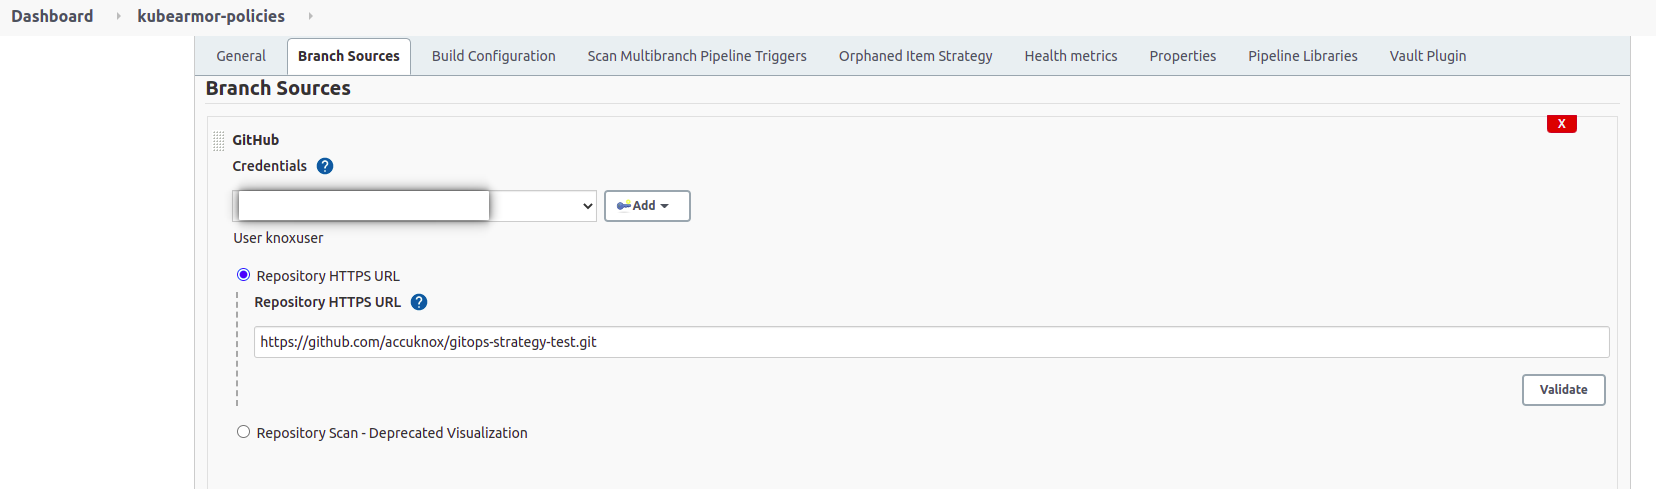 Dashboard kubearmor-policies
General Branch Sources Build Configuration Scan Multibranch Pipeline Triggers Orphaned Item Strategy Health metrics Properties Pipeline Libraries Vault Plugin
Branch Sources
X
GitHub
Credentials ?
Add
User knoxuser
Repository HTTPS URL
Repository HTTPS URL ?
https://github.com/accuknox/gitops-strategy-test.git
Validate
Repository Scan - Deprecated Visualization